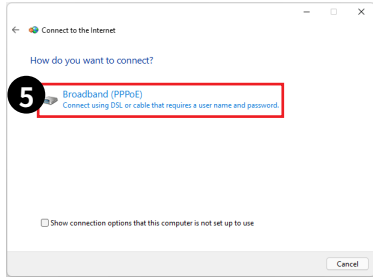 Connect to the Internet
How do you want to connect?
5
Broadband (PPPoE)
Connect using DSL or cable that requires a user name and password.
Show connection options that this computer is not set up to use
Cancel